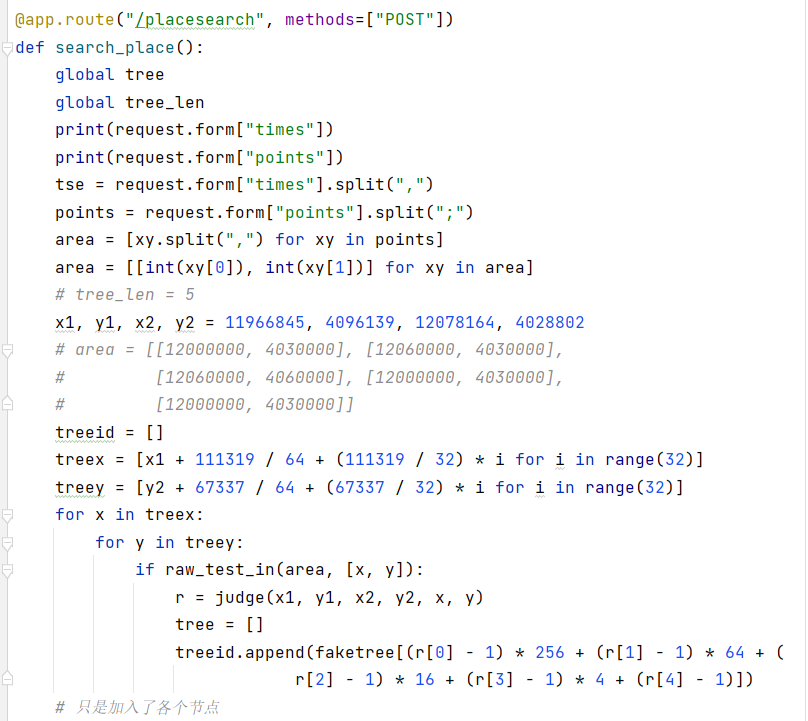 @app.route("/placesearch", methods=["POST"])
def search_place():
    global tree
    global tree_len
    print(request.form["times"])
    print(request.form["points"])
    tse = request.form["times"].split(",")
    points = request.form["points"].split(";")
    area = [xy.split(",") for xy in points]
    area = [[int(xy[0]), int(xy[1])] for xy in area]
    # tree_len = 5
    x1, y1, x2, y2 = 11966845, 4096139, 12078164, 4028802
    # area = [[12000000, 4030000], [12060000, 4030000],
    #         [12060000, 4060000], [12000000, 4030000],
    #         [12000000, 4030000]]
    treeid = []
    treex = [x1 + 111319 / 64 + (111319 / 32) * i for i in range(32)]
    treey = [y2 + 67337 / 64 + (67337 / 32) * i for i in range(32)]
    for x in treex:
        for y in treey:
            if raw_test_in(area, [x, y]):
                r = judge(x1, y1, x2, y2, x, y)
                tree = []
                treeid.append(faketree[(r[0] - 1) * 256 + (r[1] - 1) * 64 + (
                            r[2] - 1) * 16 + (r[3] - 1) * 4 + (r[4] - 1)])
    # 只是加入了各个节点